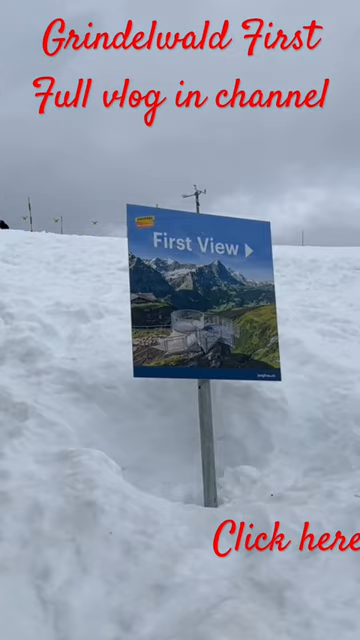 Grindelwald First
Full vlog in channel
First View
Click here